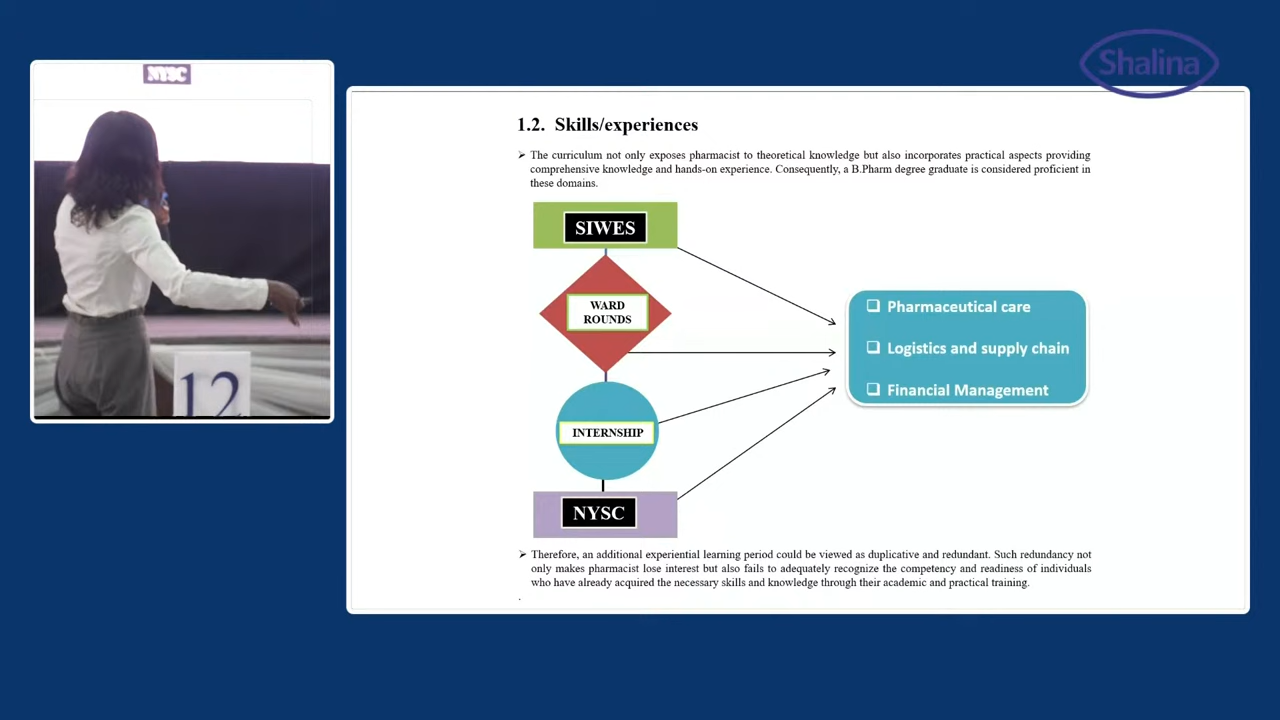 Shalina
NYSC
12
1.2. Skills/experiences
➢ The curriculum not only exposes pharmacist to theoretical knowledge but also incorporates practical aspects providing
comprehensive knowledge and hands-on experience. Consequently, a B.Pharm degree graduate is considered proficient in
these domains.
SIWES
WARD
ROUNDS
INTERNSHIP
NYSC
❑ Pharmaceutical care
❑ Logistics and supply chain
❑ Financial Management
➢ Therefore, an additional experiential learning period could be viewed as duplicative and redundant. Such redundancy not
only makes pharmacist lose interest but also fails to adequately recognize the competency and readiness of individuals
who have already acquired the necessary skills and knowledge through their academic and practical training.
.